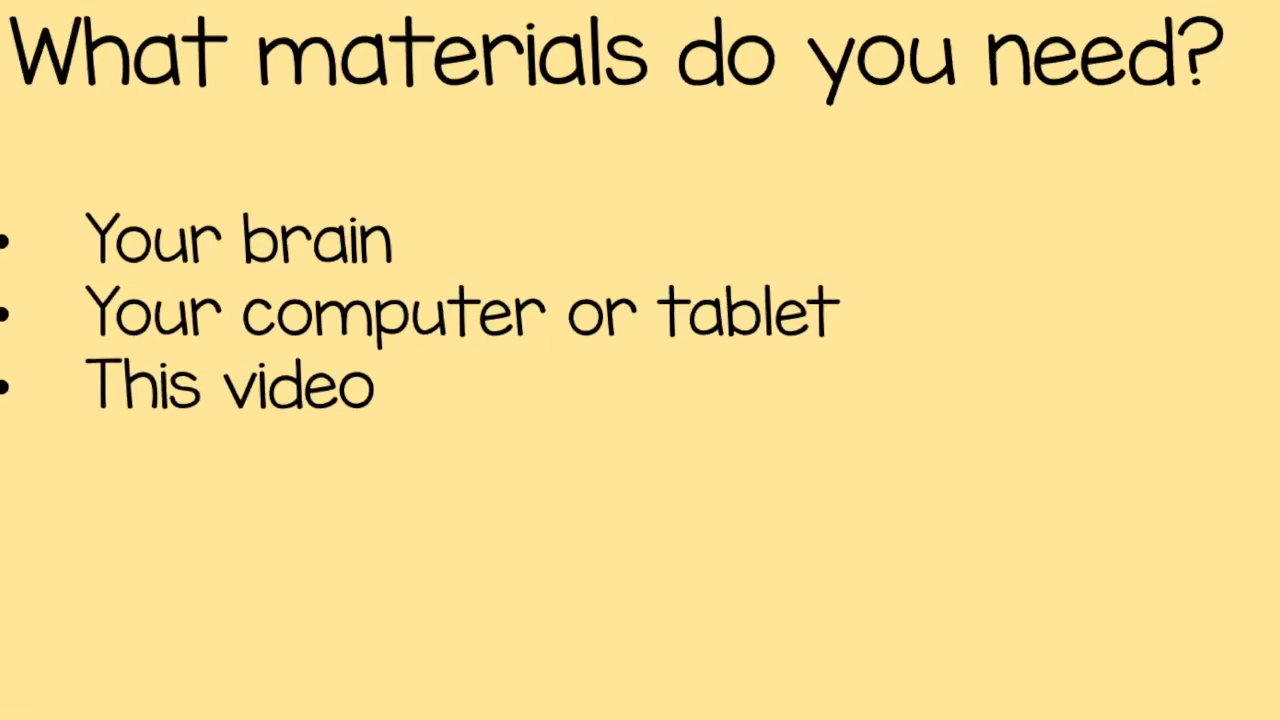 What materials do you need?
• Your brain
• Your computer or tablet
• This video